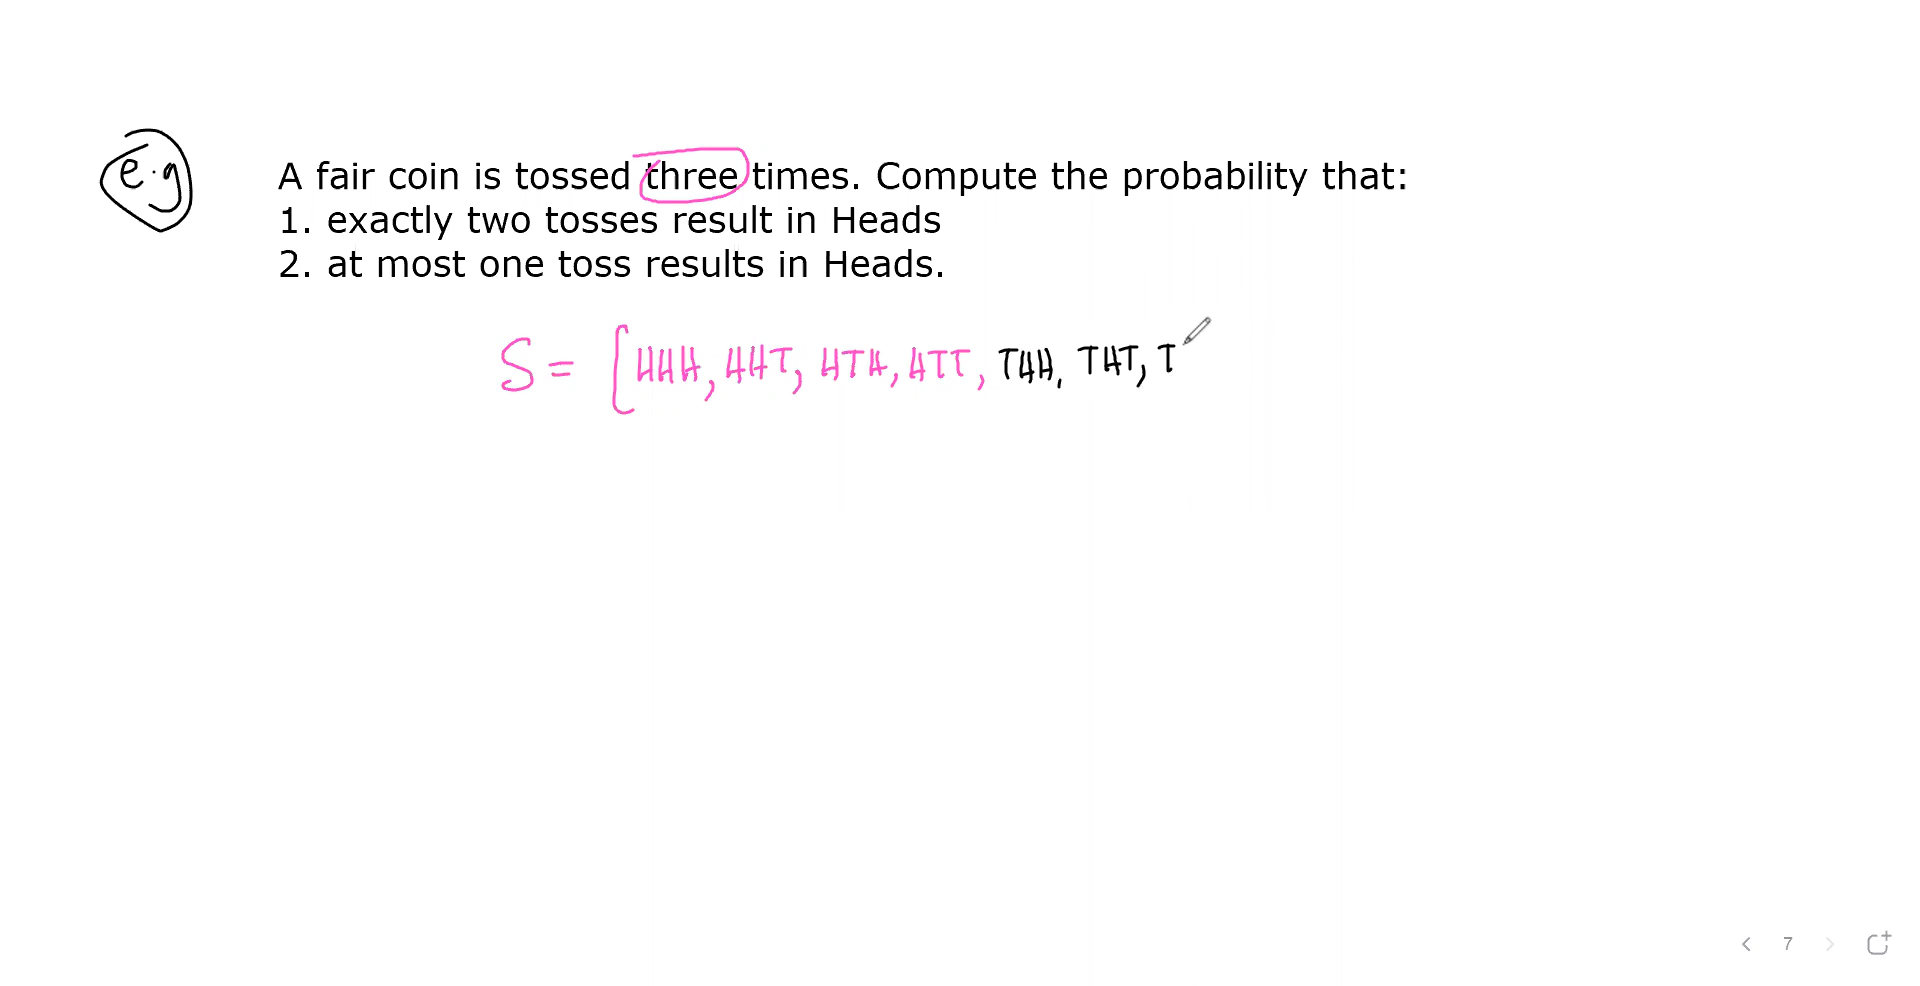 e.g
A fair coin is tossed three times. Compute the probability that:
1. exactly two tosses result in Heads
2. at most one toss results in Heads.
S = [HHH, HHT, HTH, HTT, THH, THT, T
7